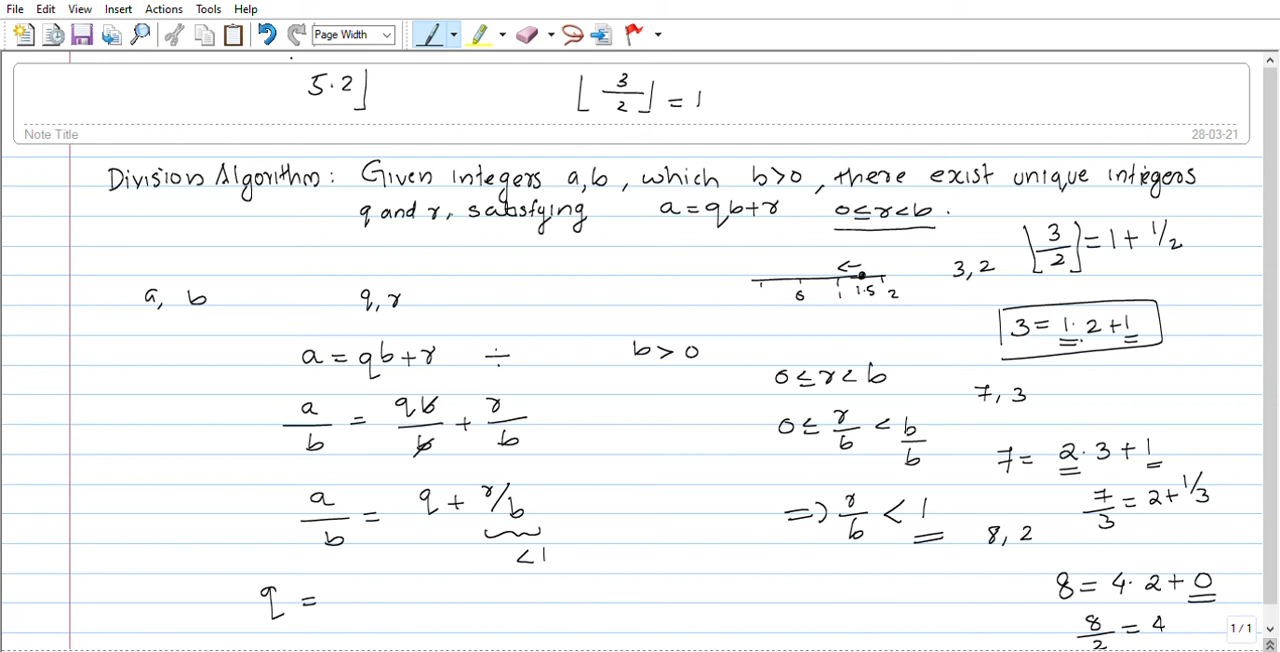 File Edit View Insert Actions Tools Help
Page Width
5.2⌋ ⌊3/2⌋ = 1
Note Title 28-03-21
Division Algorithm: Given integers a,b, which b>0, there exist unique integers
q and r, satisfying a=qb+r 0≤r<b.
3, 2 ⌊3/2⌋=1+1/2
← 
0 1 1.5 2
a, b q, r
3= 1.2+1
a=qb+r ÷ b>0
0≤r<b
7, 3
a/b = qb/b + r/b
0≤ r/b < b/b
7= 2.3+1
a/b = q + r/b
<1
=> r/b < 1
7/3 = 2+1/3
8, 2
q =
8= 4.2+0
8/2 = 4
1/1